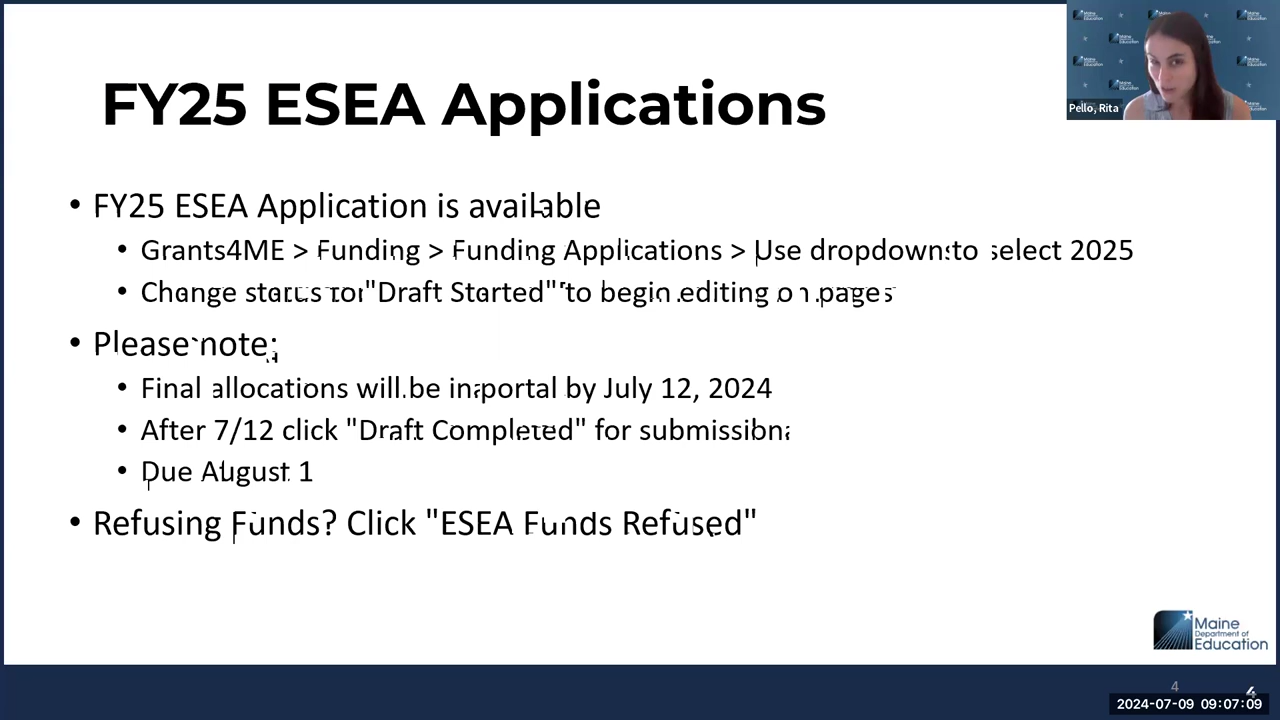 FY25 ESEA Applications
Pello, Rita
• FY25 ESEA Application is available
• Grants4ME > Funding > Funding Applications > Use dropdown to select 2025
• Change status to "Draft Started" to begin editing on pages
• Please note:
• Final allocations will be in portal by July 12, 2024
• After 7/12 click "Draft Completed" for submission
• Due August 1
• Refusing Funds? Click "ESEA Funds Refused"
Maine
Department of
Education
4
4
2024-07-09 09:07:09